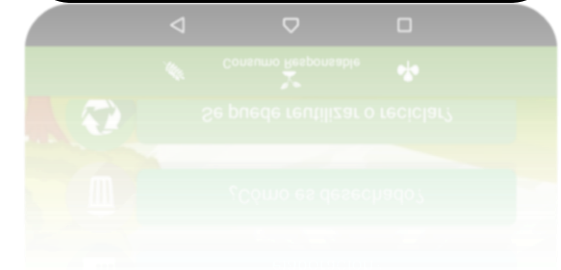 Consumo Responsable
Se puede reutilizar o reciclar?
¿Cómo es desechado?